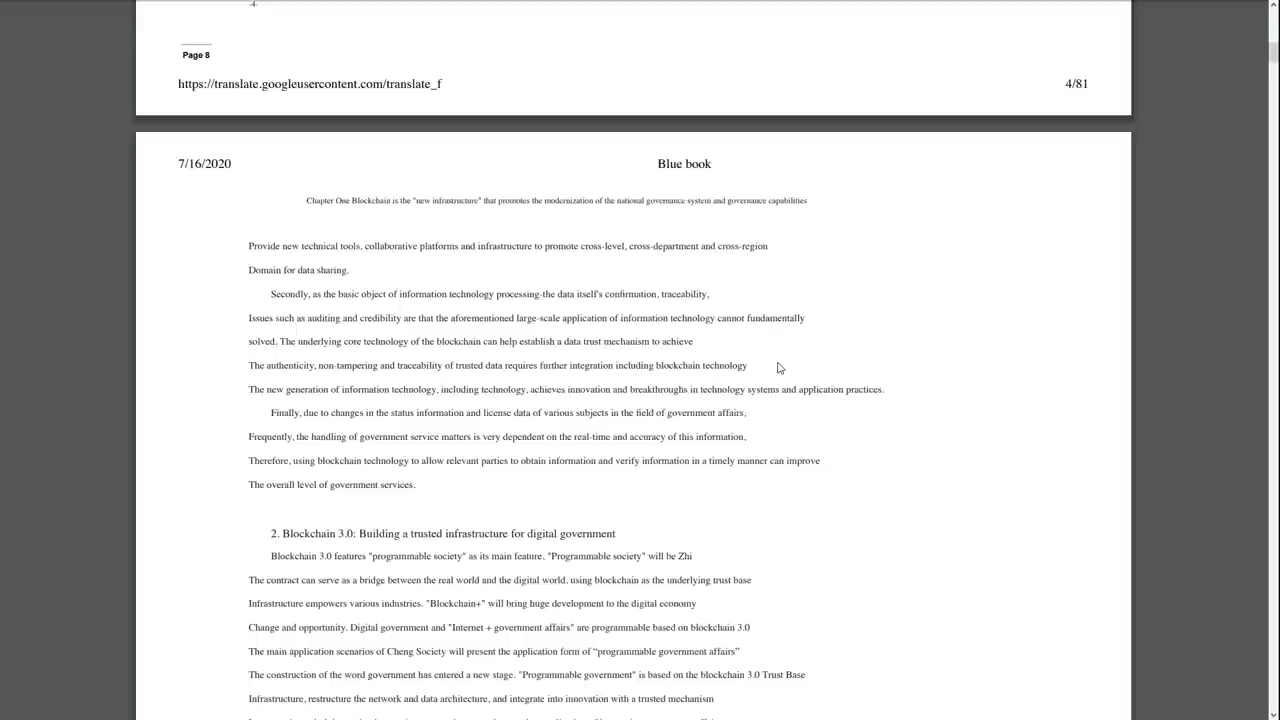 -4-
Page 8
https://translate.googleusercontent.com/translate_f 4/81
7/16/2020 Blue book
Chapter One Blockchain is the "new infrastructure" that promotes the modernization of the national governance system and governance capabilities
Provide new technical tools, collaborative platforms and infrastructure to promote cross-level, cross-department and cross-region
Domain for data sharing.
Secondly, as the basic object of information technology processing-the data itself's confirmation, traceability,
Issues such as auditing and credibility are that the aforementioned large-scale application of information technology cannot fundamentally
solved. The underlying core technology of the blockchain can help establish a data trust mechanism to achieve
The authenticity, non-tampering and traceability of trusted data requires further integration including blockchain technology
The new generation of information technology, including technology, achieves innovation and breakthroughs in technology systems and application practices.
Finally, due to changes in the status information and license data of various subjects in the field of government affairs,
Frequently, the handling of government service matters is very dependent on the real-time and accuracy of this information,
Therefore, using blockchain technology to allow relevant parties to obtain information and verify information in a timely manner can improve
The overall level of government services.
2. Blockchain 3.0: Building a trusted infrastructure for digital government
Blockchain 3.0 features "programmable society" as its main feature. "Programmable society" will be Zhi
The contract can serve as a bridge between the real world and the digital world, using blockchain as the underlying trust base
Infrastructure empowers various industries. "Blockchain+" will bring huge development to the digital economy
Change and opportunity. Digital government and "Internet + government affairs" are programmable based on blockchain 3.0
The main application scenarios of Cheng Society will present the application form of “programmable government affairs”
The construction of the word government has entered a new stage. "Programmable government" is based on the blockchain 3.0 Trust Base
Infrastructure, restructure the network and data architecture, and integrate into innovation with a trusted mechanism